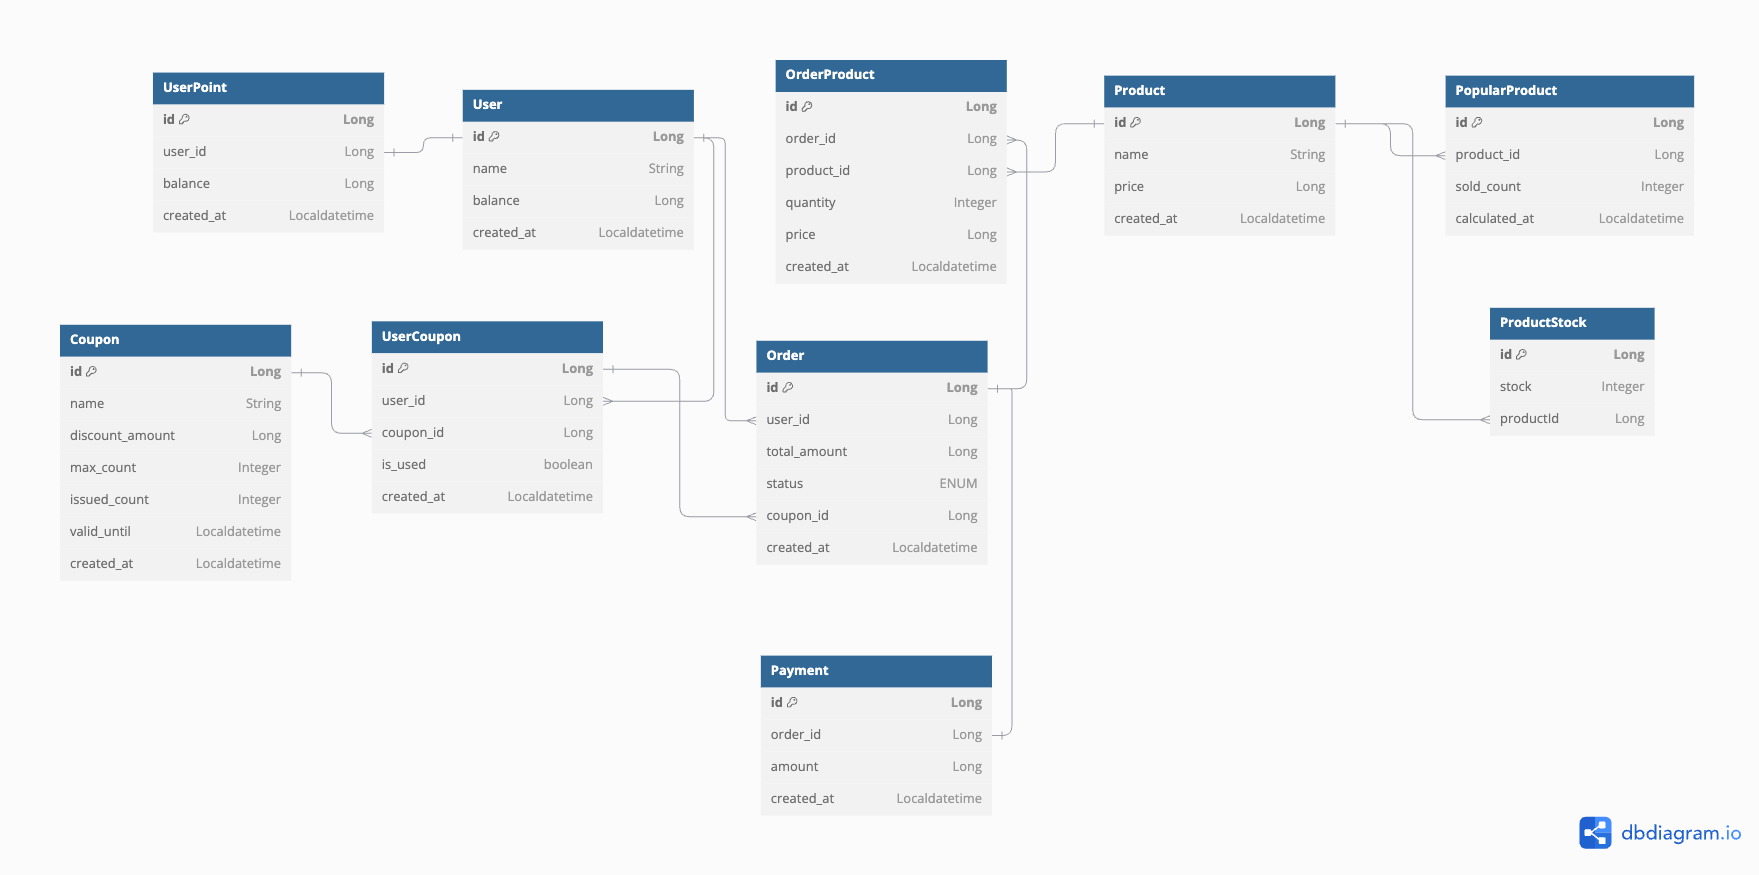 UserPoint
id Long
user_id Long
balance Long
created_at Localdatetime
User
id Long
name String
balance Long
created_at Localdatetime
OrderProduct
id Long
order_id Long
product_id Long
quantity Integer
price Long
created_at Localdatetime
Product
id Long
name String
price Long
created_at Localdatetime
PopularProduct
id Long
product_id Long
sold_count Integer
calculated_at Localdatetime
Coupon
id Long
name String
discount_amount Long
max_count Integer
issued_count Integer
valid_until Localdatetime
created_at Localdatetime
UserCoupon
id Long
user_id Long
coupon_id Long
is_used boolean
created_at Localdatetime
Order
id Long
user_id Long
total_amount Long
status ENUM
coupon_id Long
created_at Localdatetime
ProductStock
id Long
stock Integer
productId Long
Payment
id Long
order_id Long
amount Long
created_at Localdatetime
dbdiagram.io